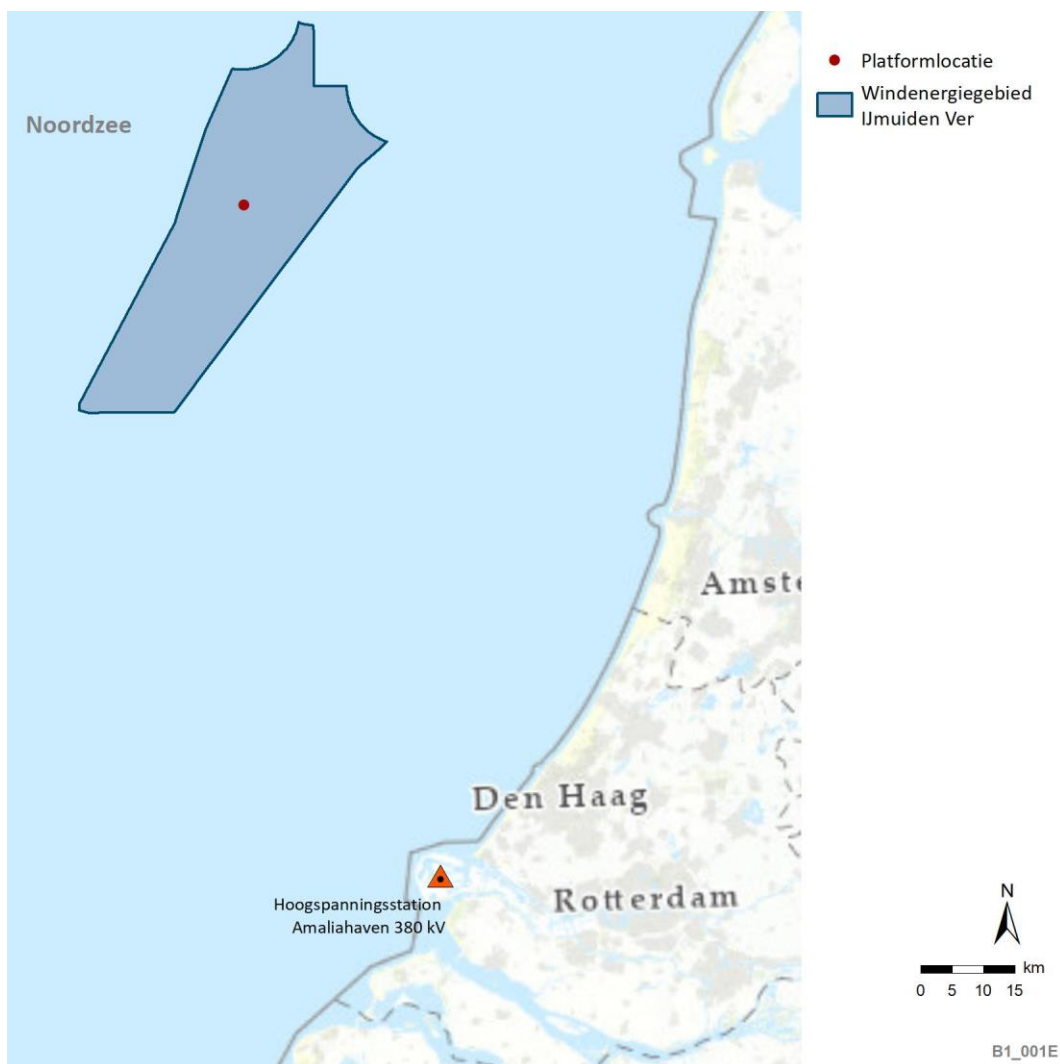 Noordzee
Platformlocatie
Windenergiegebied
IJmuiden Ver
Amste
Den Haag
Hoogspanningsstation
Amaliahaven 380 kV
Rotterdam
N
km
0 5 10 15
B1_001E